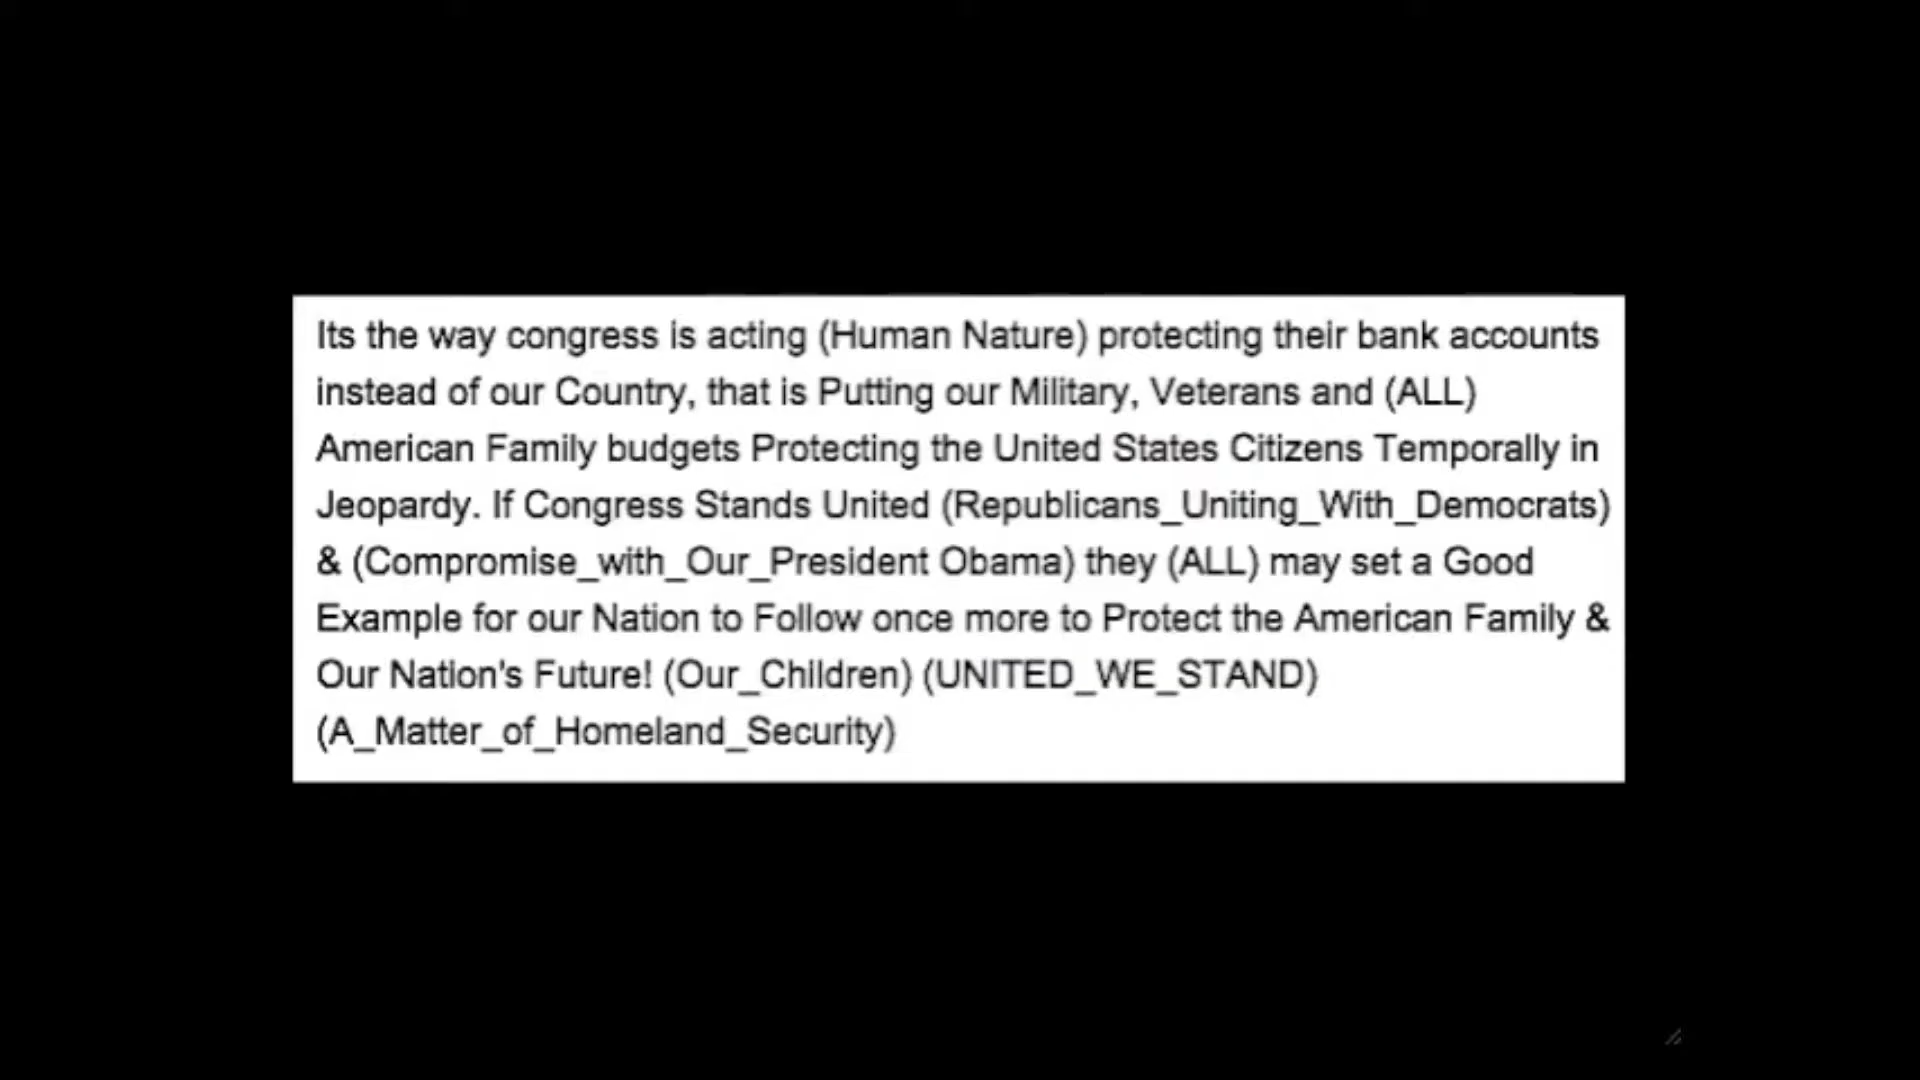 Its the way congress is acting (Human Nature) protecting their bank accounts
instead of our Country, that is Putting our Military, Veterans and (ALL)
American Family budgets Protecting the United States Citizens Temporally in
Jeopardy. If Congress Stands United (Republicans_Uniting_With_Democrats)
& (Compromise_with_Our_President Obama) they (ALL) may set a Good
Example for our Nation to Follow once more to Protect the American Family &
Our Nation's Future! (Our_Children) (UNITED_WE_STAND)
(A_Matter_of_Homeland_Security)